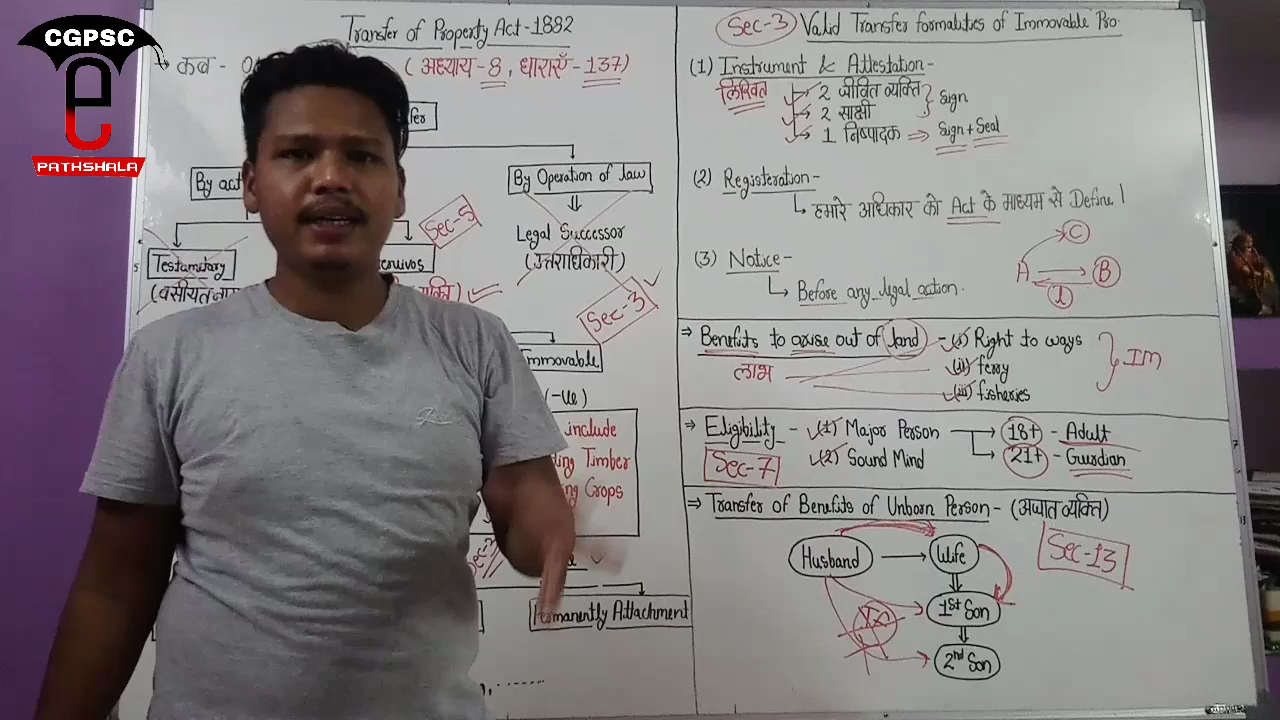 CGPSC
PATHSHALA
Transfer of Property Act-1882
कब -
( अध्याय-8, धाराएँ-137)
By act
By Operation of law
Sec-5
Legal Successor
(उत्तराधिकारी)
Testamitory
(वसीयत
Sec-3
Immovable
(-ve)
include
Timber
Crops
Permanently Attachment
Sec-3 Valid Transfer formalities of Immovable Pro.
(1) Instrument & Attestation-
लिखित
2 जीवित व्यक्ति
2 साक्षी
Sign
1 निष्पादक ⇒ Sign + Seal
(2) Registeration-
हमारे अधिकार को Act के माध्यम से Define।
(3) Notice-
Before any legal action.
A
B
C
1
⇒ Benefits to arise out of land - (i) Right to ways
लाभ
(ii) ferry
(iii) fisheries
IM
⇒ Eligibility - (1) Major Person
18+ - Adult
Sec-7
(2) Sound Mind
21+ - Gurdian
⇒ Transfer of Benefits of Unborn Person - (अजात व्यक्ति)
Husband
Wife
Sec-13
1st Son
2nd Son